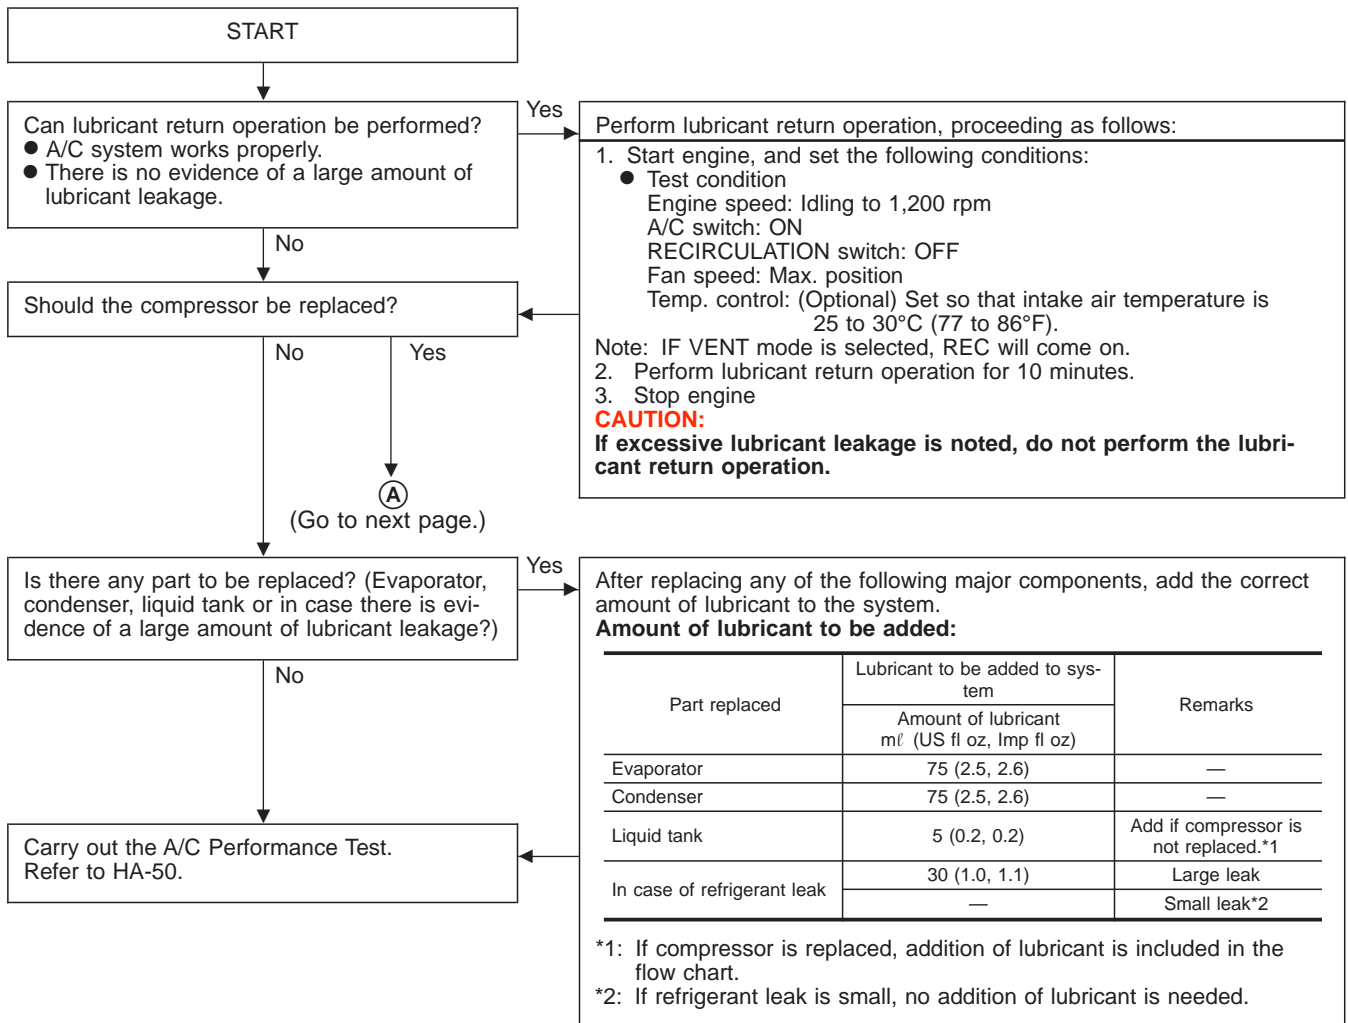 START
Can lubricant return operation be performed?
● A/C system works properly.
● There is no evidence of a large amount of
lubricant leakage.
Yes
Perform lubricant return operation, proceeding as follows:
1. Start engine, and set the following conditions:
● Test condition
Engine speed: Idling to 1,200 rpm
A/C switch: ON
RECIRCULATION switch: OFF
Fan speed: Max. position
Temp. control: (Optional) Set so that intake air temperature is
25 to 30°C (77 to 86°F).
Note: IF VENT mode is selected, REC will come on.
2. Perform lubricant return operation for 10 minutes.
3. Stop engine
CAUTION:
If excessive lubricant leakage is noted, do not perform the lubri-
cant return operation.
No
Should the compressor be replaced?
No
Yes
A
(Go to next page.)
Is there any part to be replaced? (Evaporator,
condenser, liquid tank or in case there is evi-
dence of a large amount of lubricant leakage?)
Yes
After replacing any of the following major components, add the correct
amount of lubricant to the system.
Amount of lubricant to be added:
Part replaced
Lubricant to be added to sys-
tem
Amount of lubricant
mℓ (US fl oz, Imp fl oz)
Remarks
Evaporator 75 (2.5, 2.6) —
Condenser 75 (2.5, 2.6) —
Liquid tank 5 (0.2, 0.2) Add if compressor is
not replaced.*1
In case of refrigerant leak 30 (1.0, 1.1) Large leak
— Small leak*2
*1: If compressor is replaced, addition of lubricant is included in the
flow chart.
*2: If refrigerant leak is small, no addition of lubricant is needed.
No
Carry out the A/C Performance Test.
Refer to HA-50.